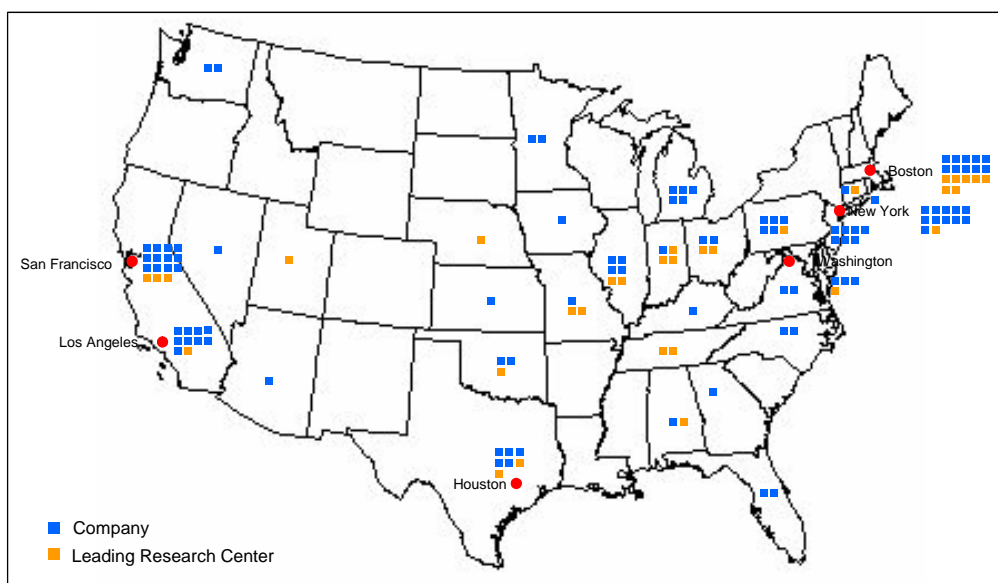 Boston
New York
San Francisco
Washington
Los Angeles
Houston
Company
Leading Research Center